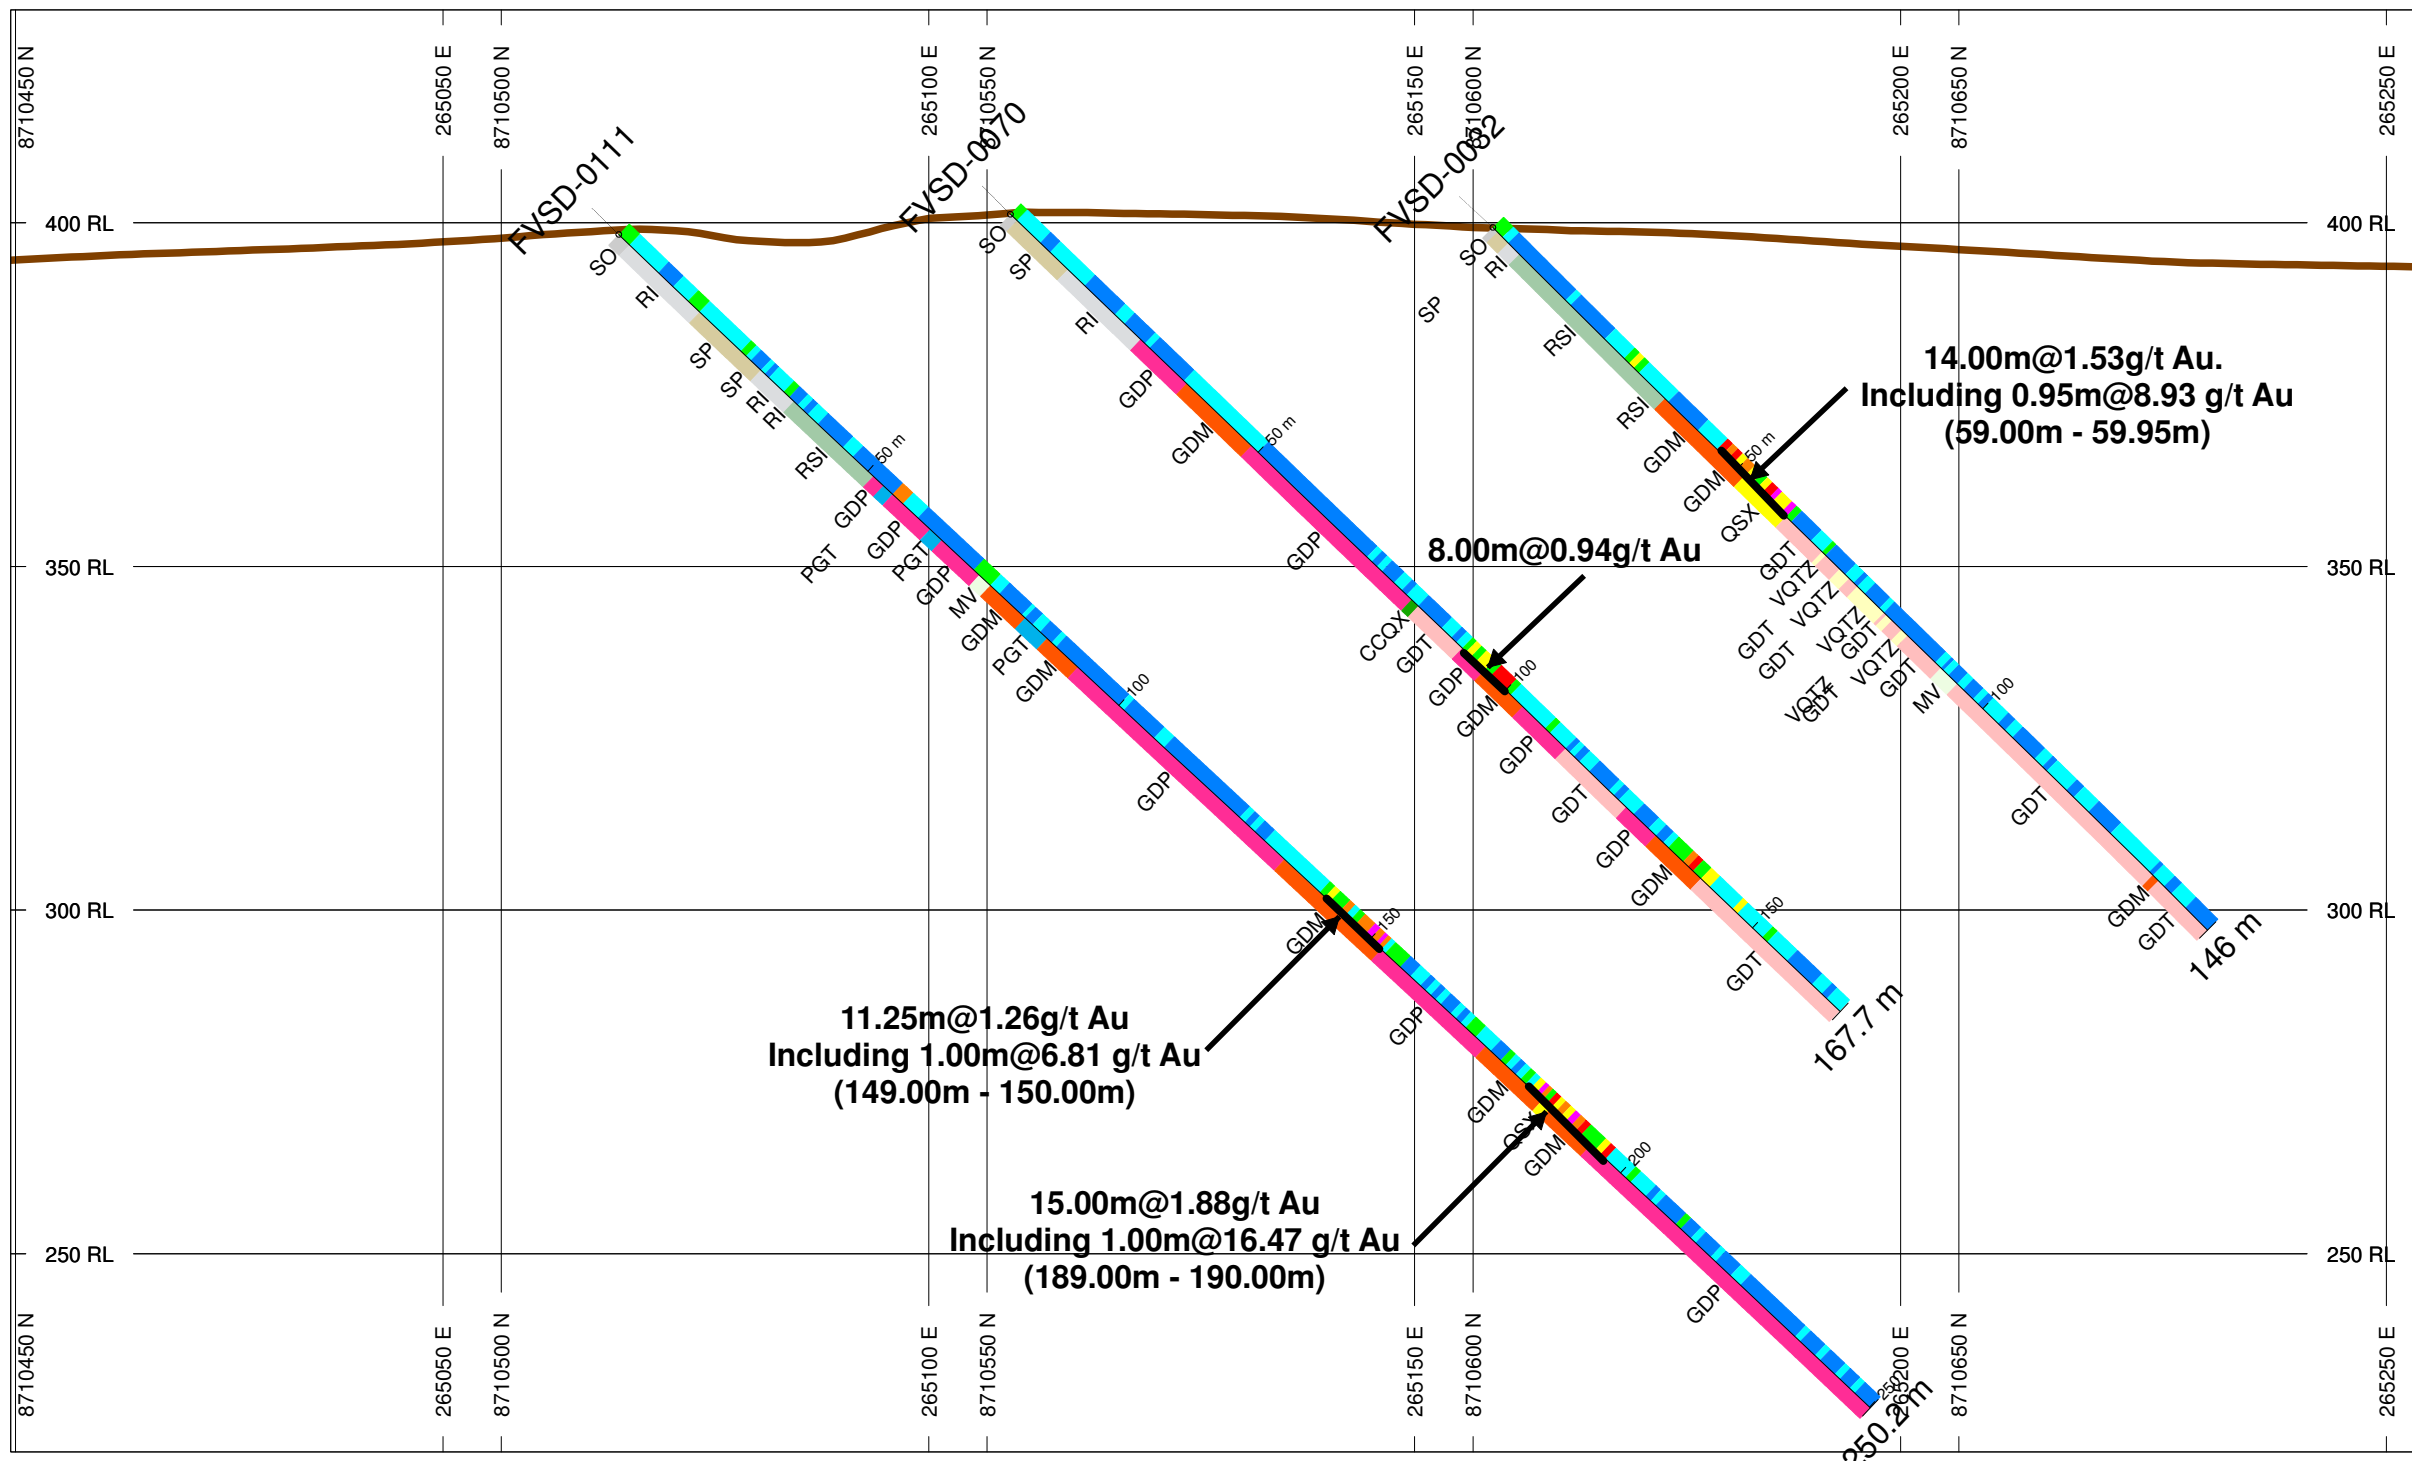 8710450 N
265050 E
8710500 N
265100 E
8710550 N
265150 E
8710600 N
265200 E
8710650 N
265250 E
FVSD-0111
FVSD-0070
FVSD-0032
400 RL
400 RL
SO
RI
SP
SP
RI
RI
RSI
50 m
GDP
PGT
GDP
PGT
GDP
MV
GDM
PGT
GDM
100
GDP
GDM
150
GDP
GDM
QSX
GDM
200
GDP
250
250.2 m
SO
SP
RI
GDP
GDM
50 m
GDP
CCQX
GDT
GDP
GDM
100
GDP
GDT
GDP
GDM
150
GDT
167.7 m
SO
RI
SP
RSI
RSI
GDM
50 m
GDM
QSX
GDT
VQTZ
VQTZ
GDT
VQTZ
GDT
GDT
VQTZ
VQTZ
GDT
GDT
MV
100
GDT
GDM
GDT
146 m
14.00m@1.53g/t Au.
Including 0.95m@8.93 g/t Au
(59.00m - 59.95m)
8.00m@0.94g/t Au
350 RL
350 RL
300 RL
300 RL
11.25m@1.26g/t Au
Including 1.00m@6.81 g/t Au
(149.00m - 150.00m)
15.00m@1.88g/t Au
Including 1.00m@16.47 g/t Au
(189.00m - 190.00m)
250 RL
250 RL
8710450 N
265050 E
8710500 N
265100 E
8710550 N
265150 E
8710600 N
265200 E
8710650 N
265250 E